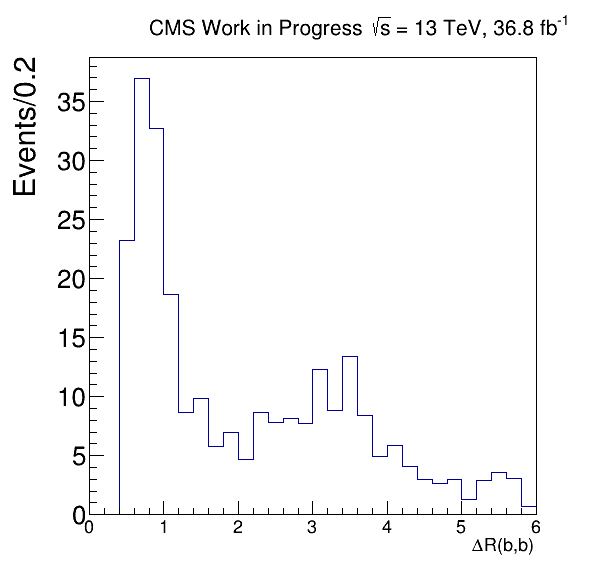 CMS Work in Progress √s = 13 TeV, 36.8 fb⁻¹
Events/0.2
35
30
25
20
15
10
5
0
0 1 2 3 4 5 6
ΔR(b,b)